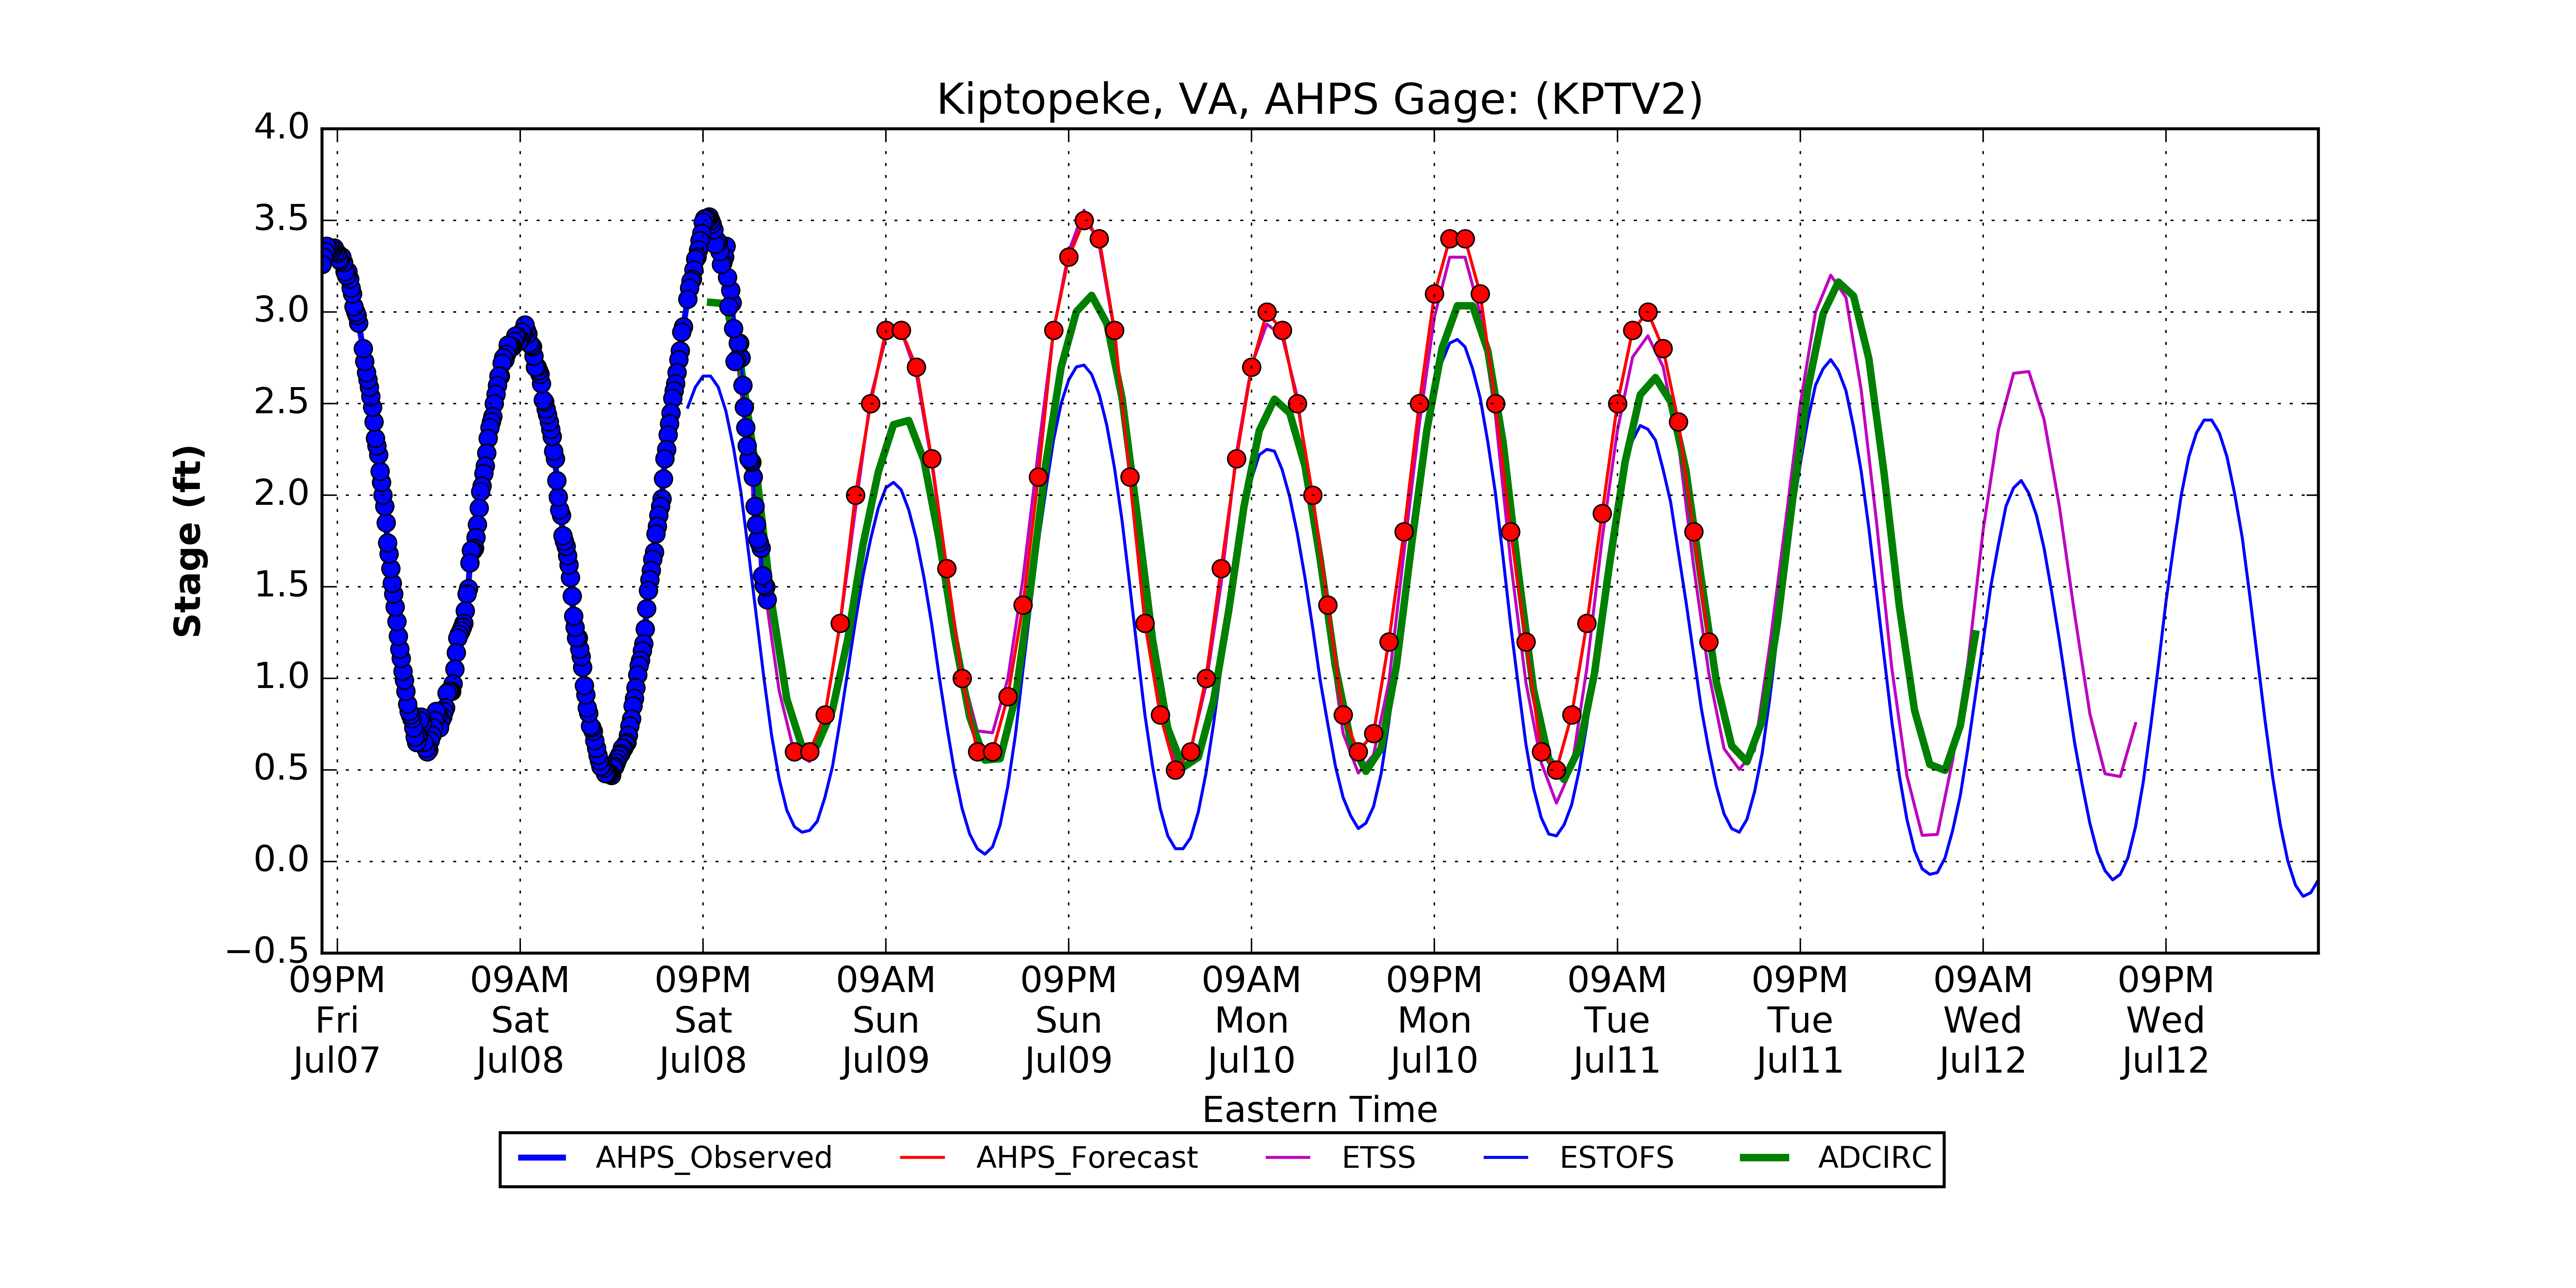 Kiptopeke, VA, AHPS Gage: (KPTV2)
4.0
3.5
3.0
2.5
2.0
1.5
1.0
0.5
0.0
−0.5
Stage (ft)
09PM 09AM 09PM 09AM 09PM 09AM 09PM 09AM 09PM 09AM 09PM
Fri Sat Sat Sun Sun Mon Mon Tue Tue Wed Wed
Jul07 Jul08 Jul08 Jul09 Jul09 Jul10 Jul10 Jul11 Jul11 Jul12 Jul12
Eastern Time
AHPS_Observed AHPS_Forecast ETSS ESTOFS ADCIRC